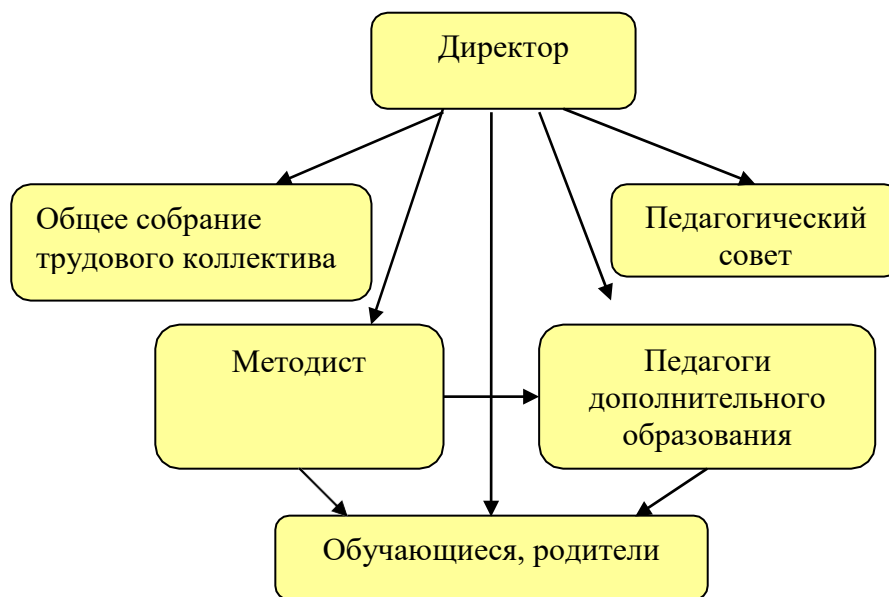 Директор
Общее собрание
трудового коллектива
Педагогический
совет
Методист
Педагоги
дополнительного
образования
Обучающиеся, родители